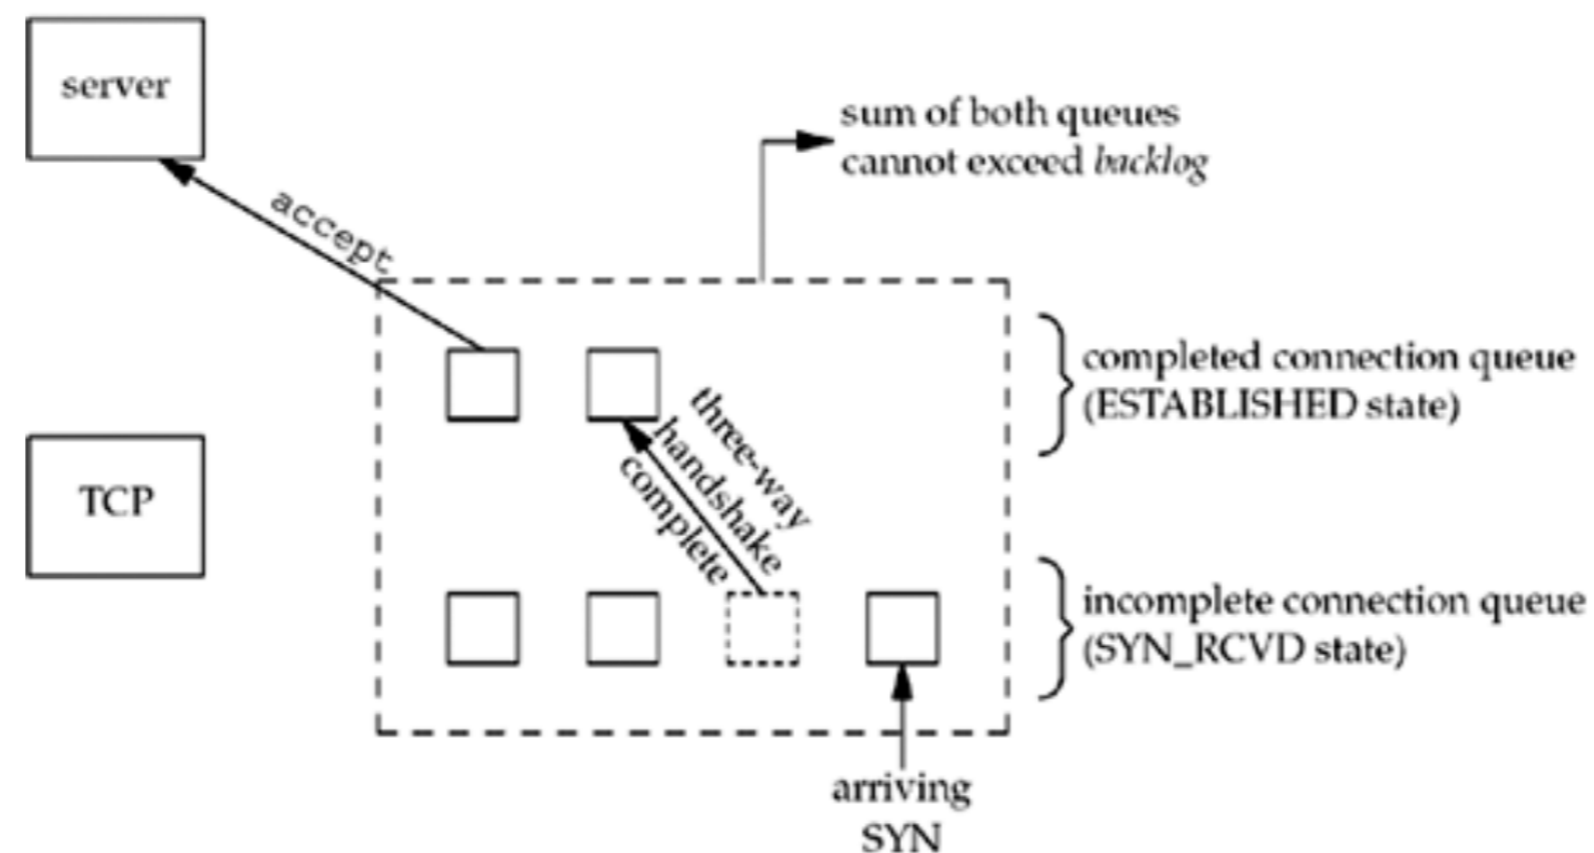 server
sum of both queues
cannot exceed backlog
accept
completed connection queue
(ESTABLISHED state)
three-way
handshake
complete
TCP
incomplete connection queue
(SYN_RCVD state)
arriving
SYN